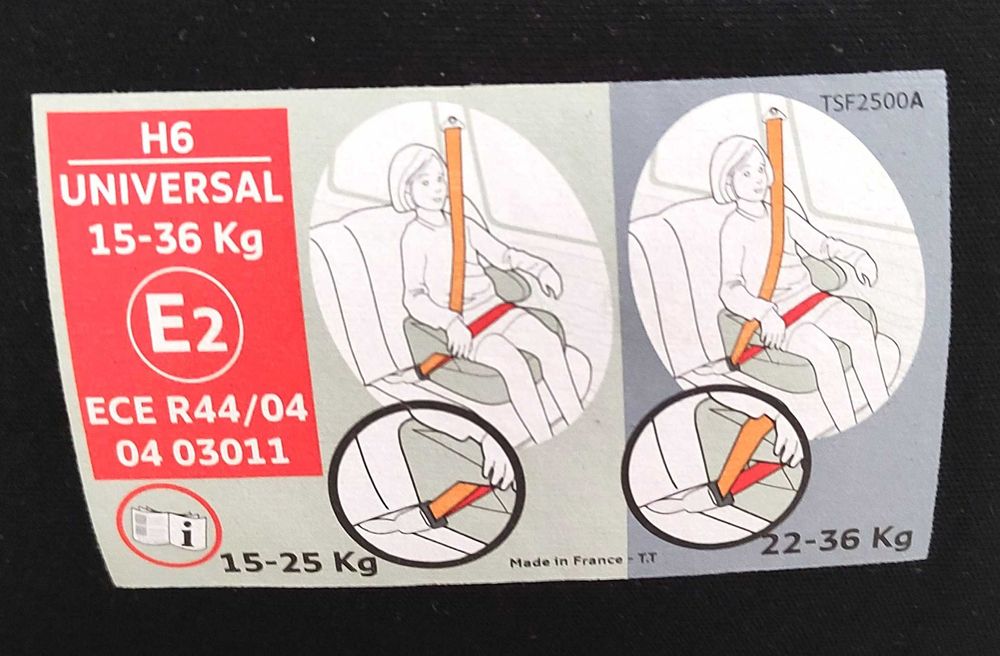 H6
UNIVERSAL
15-36 Kg
E2
ECE R44/04
04 03011
i
15-25 Kg
Made in France - T.T
TSF2500A
22-36 Kg